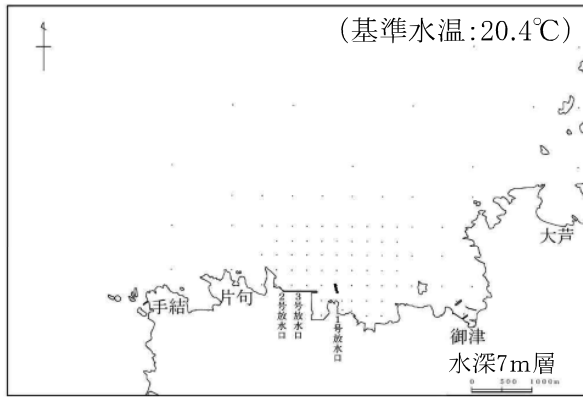 (基準水温:20.4℃)
大芦
手結
片句
2号放水口
3号放水口
1号放水口
御津
水深7m層
0 500 1000m